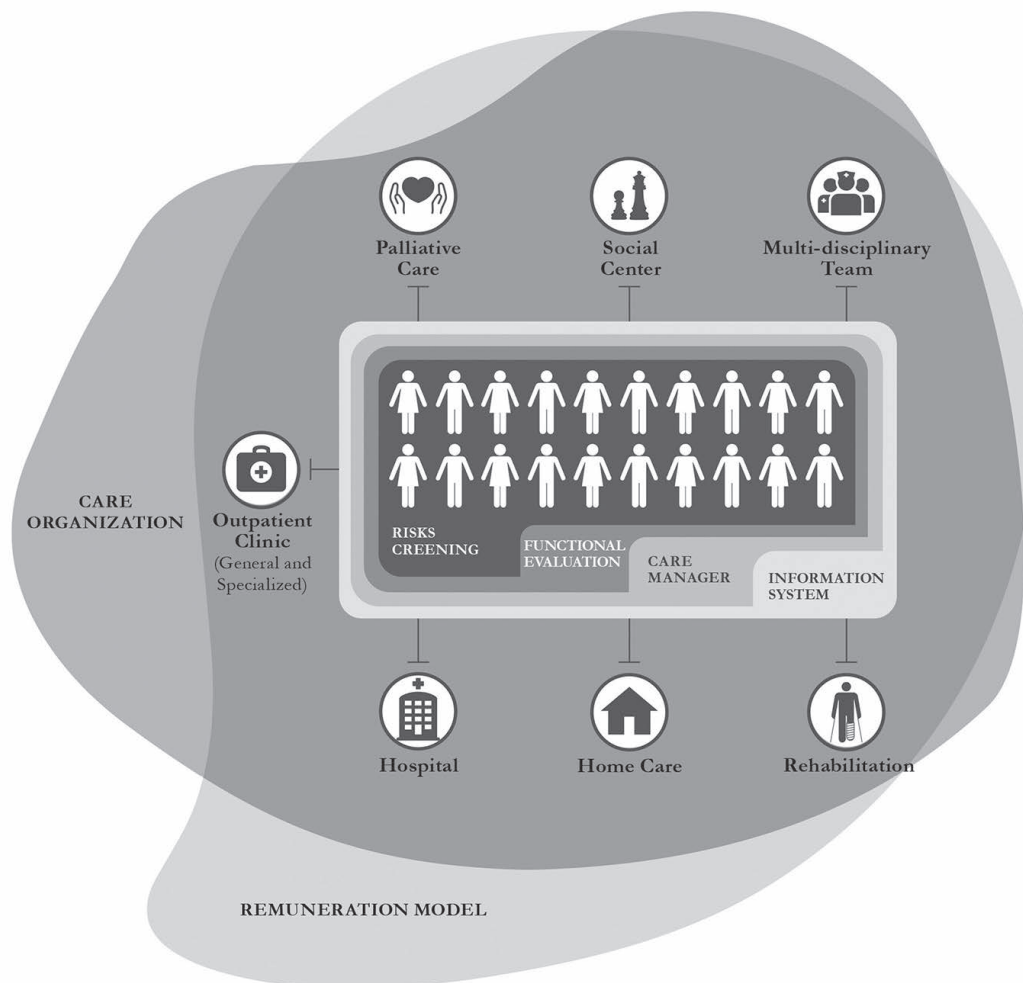 Palliative
Care
Social
Center
Multi-disciplinary
Team
CARE
ORGANIZATION
Outpatient
Clinic
(General and
Specialized)
RISKS
CREENING
FUNCTIONAL
EVALUATION
CARE
MANAGER
INFORMATION
SYSTEM
Hospital
Home Care
Rehabilitation
REMUNERATION MODEL